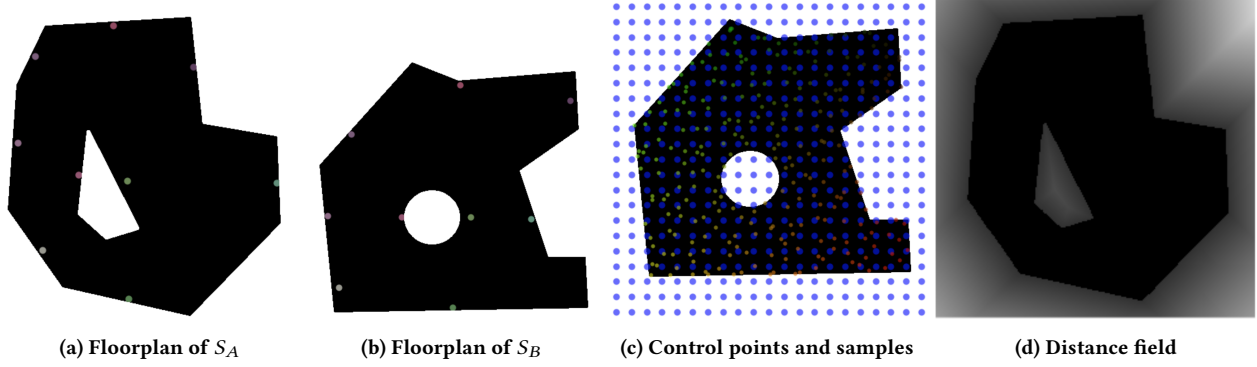 (a) Floorplan of S_A
(b) Floorplan of S_B
(c) Control points and samples
(d) Distance field